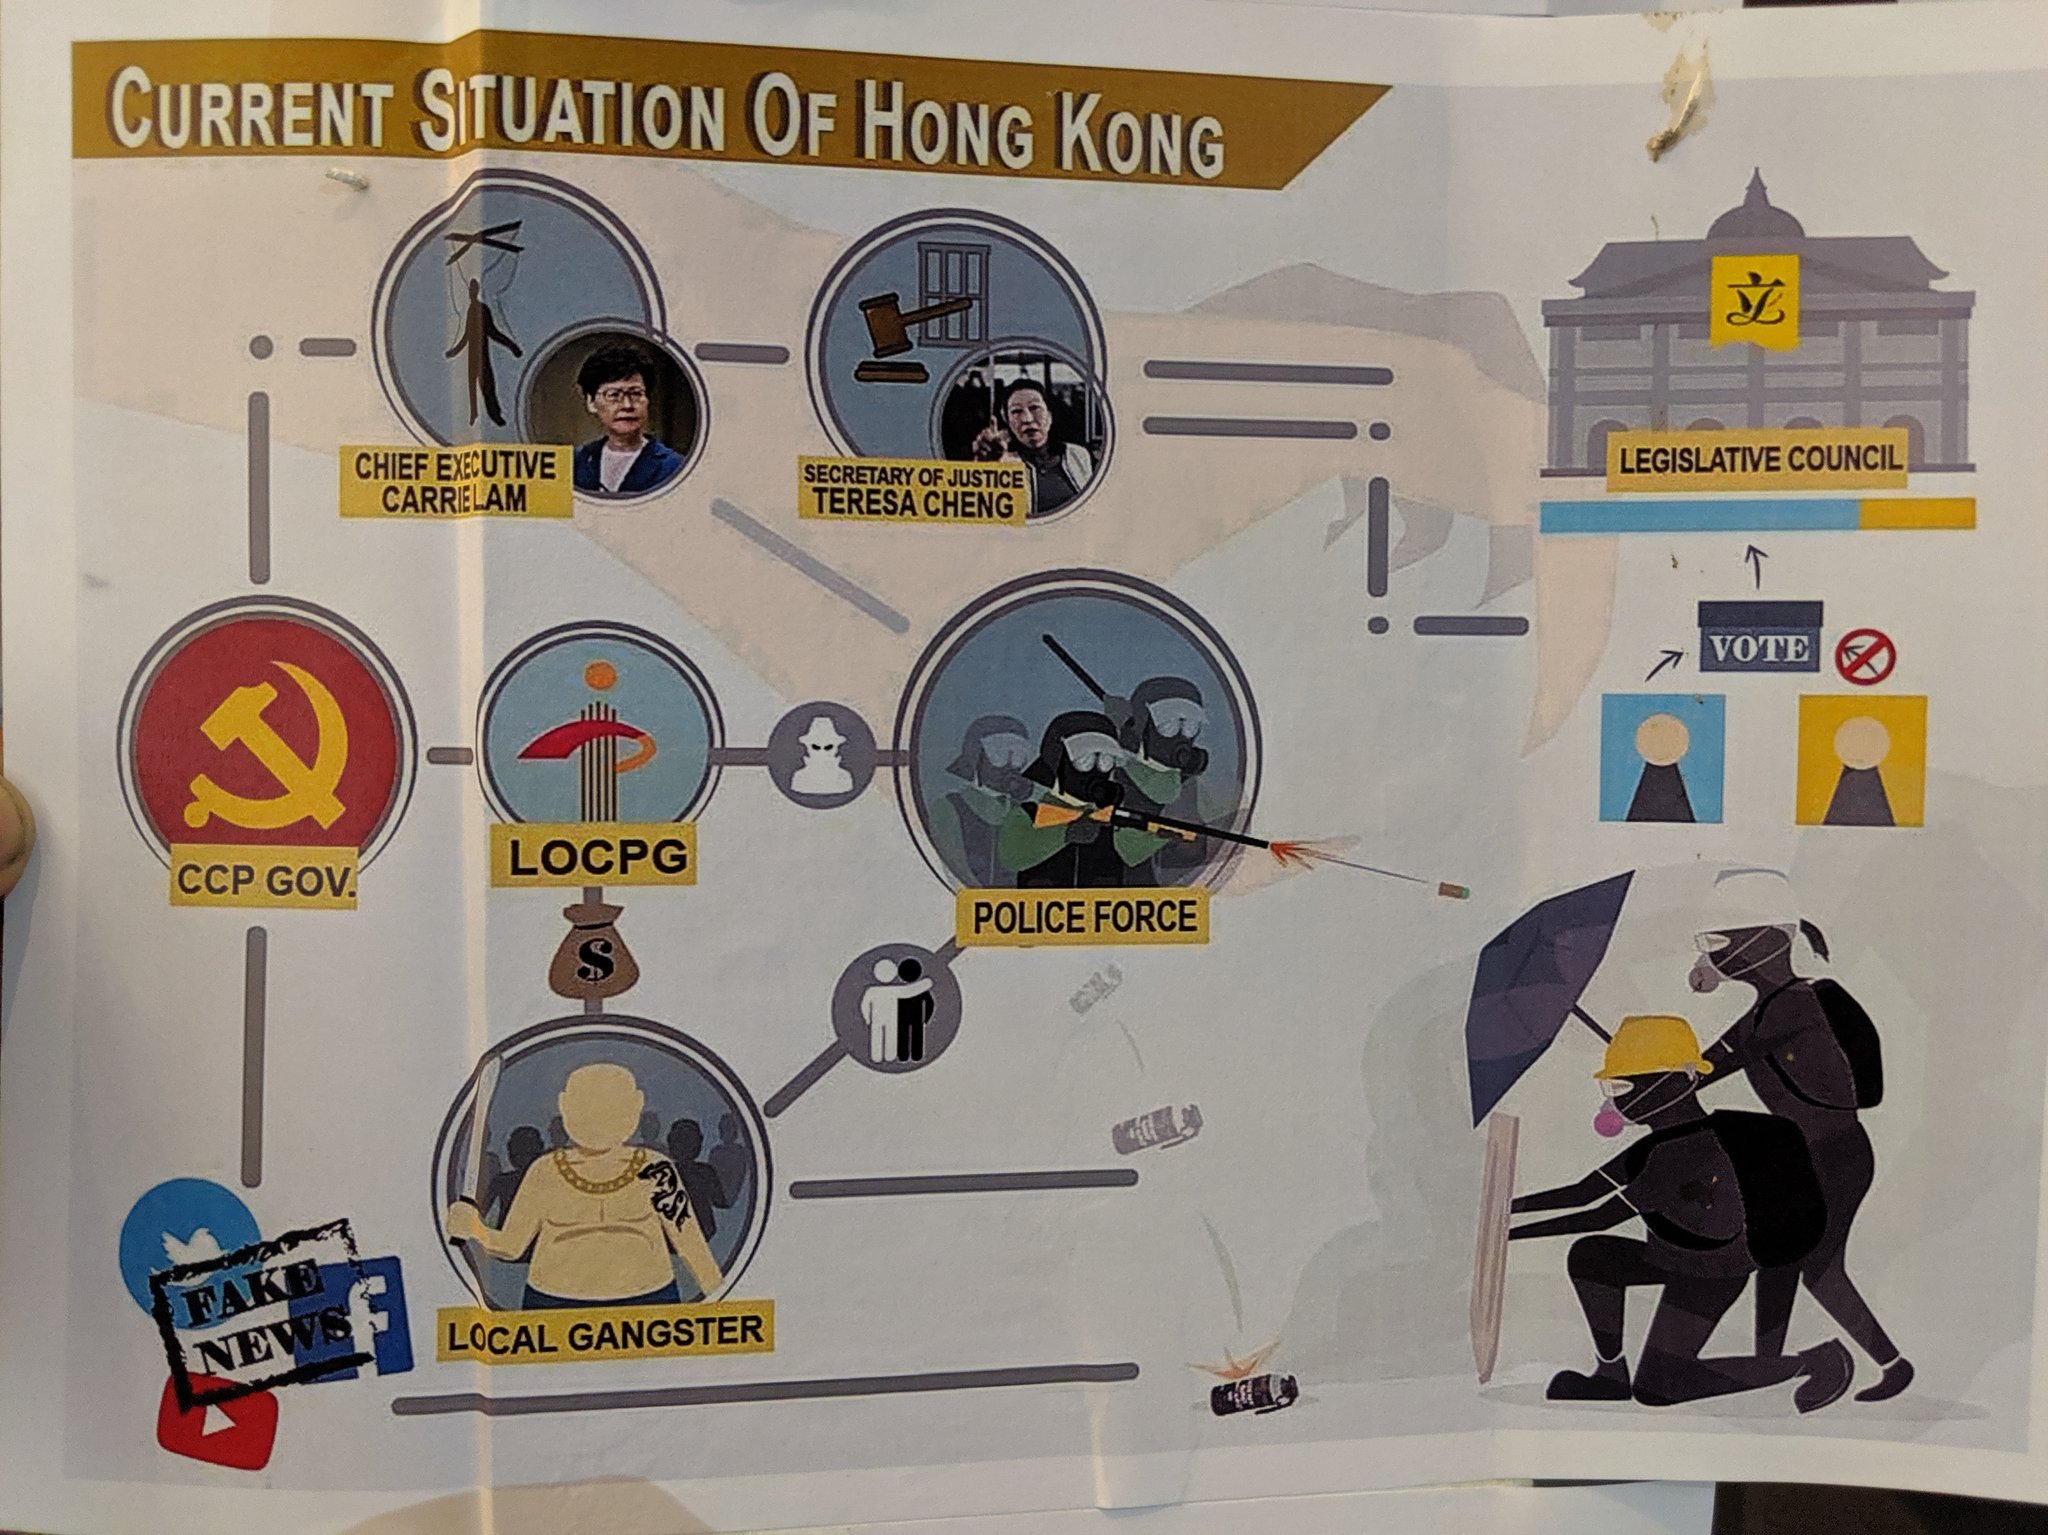 CURRENT SITUATION OF HONG KONG
CHIEF EXECUTIVE
CARRIE LAM
SECRETARY OF JUSTICE
TERESA CHENG
立
LEGISLATIVE COUNCIL
VOTE
CCP GOV.
LOCPG
POLICE FORCE
$
LOCAL GANGSTER
FAKE
NEWS